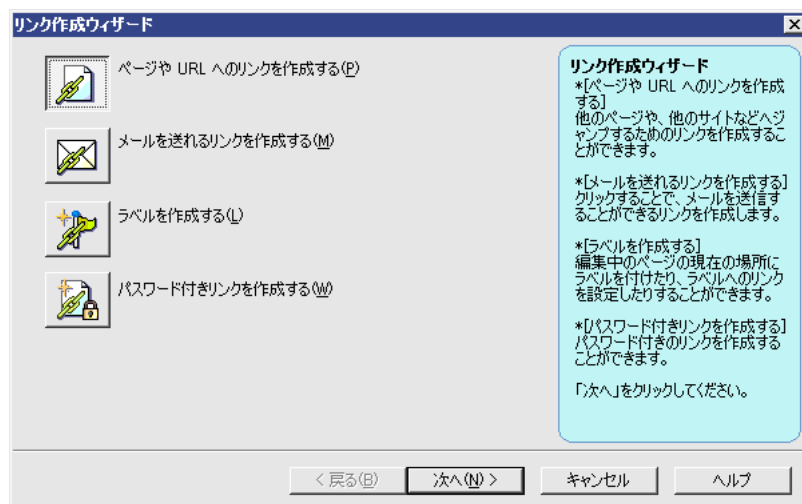 リンク作成ウィザード
ページや URL へのリンクを作成する(P)
メールを送れるリンクを作成する(M)
ラベルを作成する(L)
パスワード付きリンクを作成する(W)
リンク作成ウィザード
*[ページや URL へのリンクを作成
する]
他のページや、他のサイトなどへジ
ャンプするためのリンクを作成するこ
とができます。
*[メールを送れるリンクを作成する]
クリックすることで、メールを送信す
ることができるリンクを作成します。
*[ラベルを作成する]
編集中のページの現在の場所に
ラベルを付けたり、ラベルへのリンク
を設定したりすることができます。
*[パスワード付きリンクを作成する]
パスワード付きのリンクを作成する
ことができます。
「次へ」をクリックしてください。
< 戻る(B)
次へ(N) >
キャンセル
ヘルプ